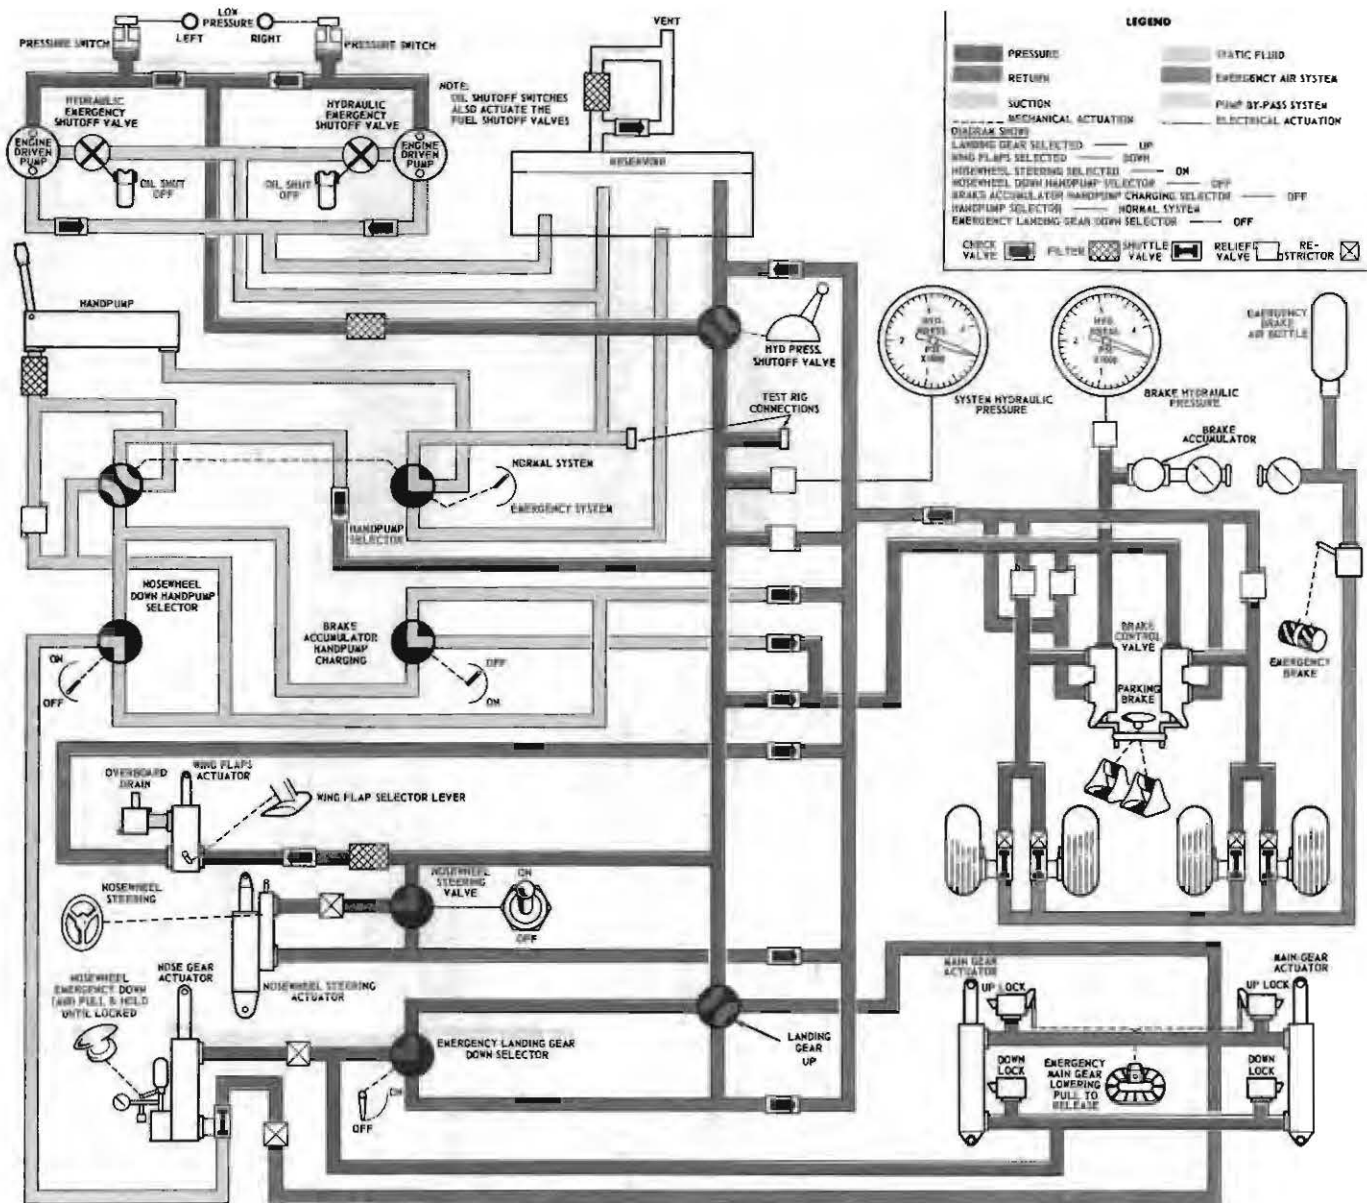 LOW
PRESSURE
LEFT
RIGHT
PRESSURE SWITCH
PRESSURE SWITCH
VENT
HYDRAULIC
EMERGENCY
SHUTOFF VALVE
HYDRAULIC
EMERGENCY
SHUTOFF VALVE
NOTE:
OIL SHUTOFF SWITCHES
ALSO ACTUATE THE
FUEL SHUTOFF VALVES
ENGINE
DRIVEN
PUMP
OIL SHUT
OFF
OIL SHUT
OFF
ENGINE
DRIVEN
PUMP
RESERVOIR
LEGEND
PRESSURE
STATIC FLUID
RETURN
EMERGENCY AIR SYSTEM
SUCTION
PUMP BY-PASS SYSTEM
MECHANICAL ACTUATION
ELECTRICAL ACTUATION
DIAGRAM SHOWS
LANDING GEAR SELECTED UP
WING FLAPS SELECTED DOWN
NOSEWHEEL STEERING SELECTED ON
NOSEWHEEL DOWN HANDPUMP SELECTOR OFF
BRAKE ACCUMULATOR HANDPUMP CHARGING SELECTOR OFF
HANDPUMP SELECTOR NORMAL SYSTEM
EMERGENCY LANDING GEAR DOWN SELECTOR OFF
CHECK
VALVE
FILTER
SHUTTLE
VALVE
RELIEF
VALVE
RE-
STRICTOR
HANDPUMP
HYD PRESS.
SHUTOFF VALVE
HYD.
PRESS.
PSI
X1000
HYD.
PRESS.
PSI
X1000
SYSTEM HYDRAULIC
PRESSURE
BRAKE HYDRAULIC
PRESSURE
EMERGENCY
BRAKE
AIR BOTTLE
TEST RIG
CONNECTIONS
BRAKE
ACCUMULATOR
NORMAL SYSTEM
EMERGENCY SYSTEM
HANDPUMP
SELECTOR
NOSEWHEEL
DOWN HANDPUMP
SELECTOR
BRAKE
ACCUMULATOR
HANDPUMP
CHARGING
ON
OFF
OFF
ON
BRAKE
CONTROL
VALVE
PARKING
BRAKE
EMERGENCY
BRAKE
OVERBOARD
DRAIN
WING FLAPS
ACTUATOR
WING FLAP SELECTOR LEVER
NOSEWHEEL
STEERING
NOSEWHEEL
STEERING
VALVE
ON
OFF
NOSEWHEEL
EMERGENCY DOWN
(AIR) PULL & HOLD
UNTIL LOCKED
NOSE GEAR
ACTUATOR
NOSEWHEEL STEERING
ACTUATOR
EMERGENCY LANDING GEAR
DOWN SELECTOR
ON
OFF
LANDING
GEAR
UP
MAIN GEAR
ACTUATOR
UP LOCK
UP LOCK
MAIN GEAR
ACTUATOR
DOWN
LOCK
EMERGENCY
MAIN GEAR
LOWERING
PULL TO
RELEASE
DOWN
LOCK